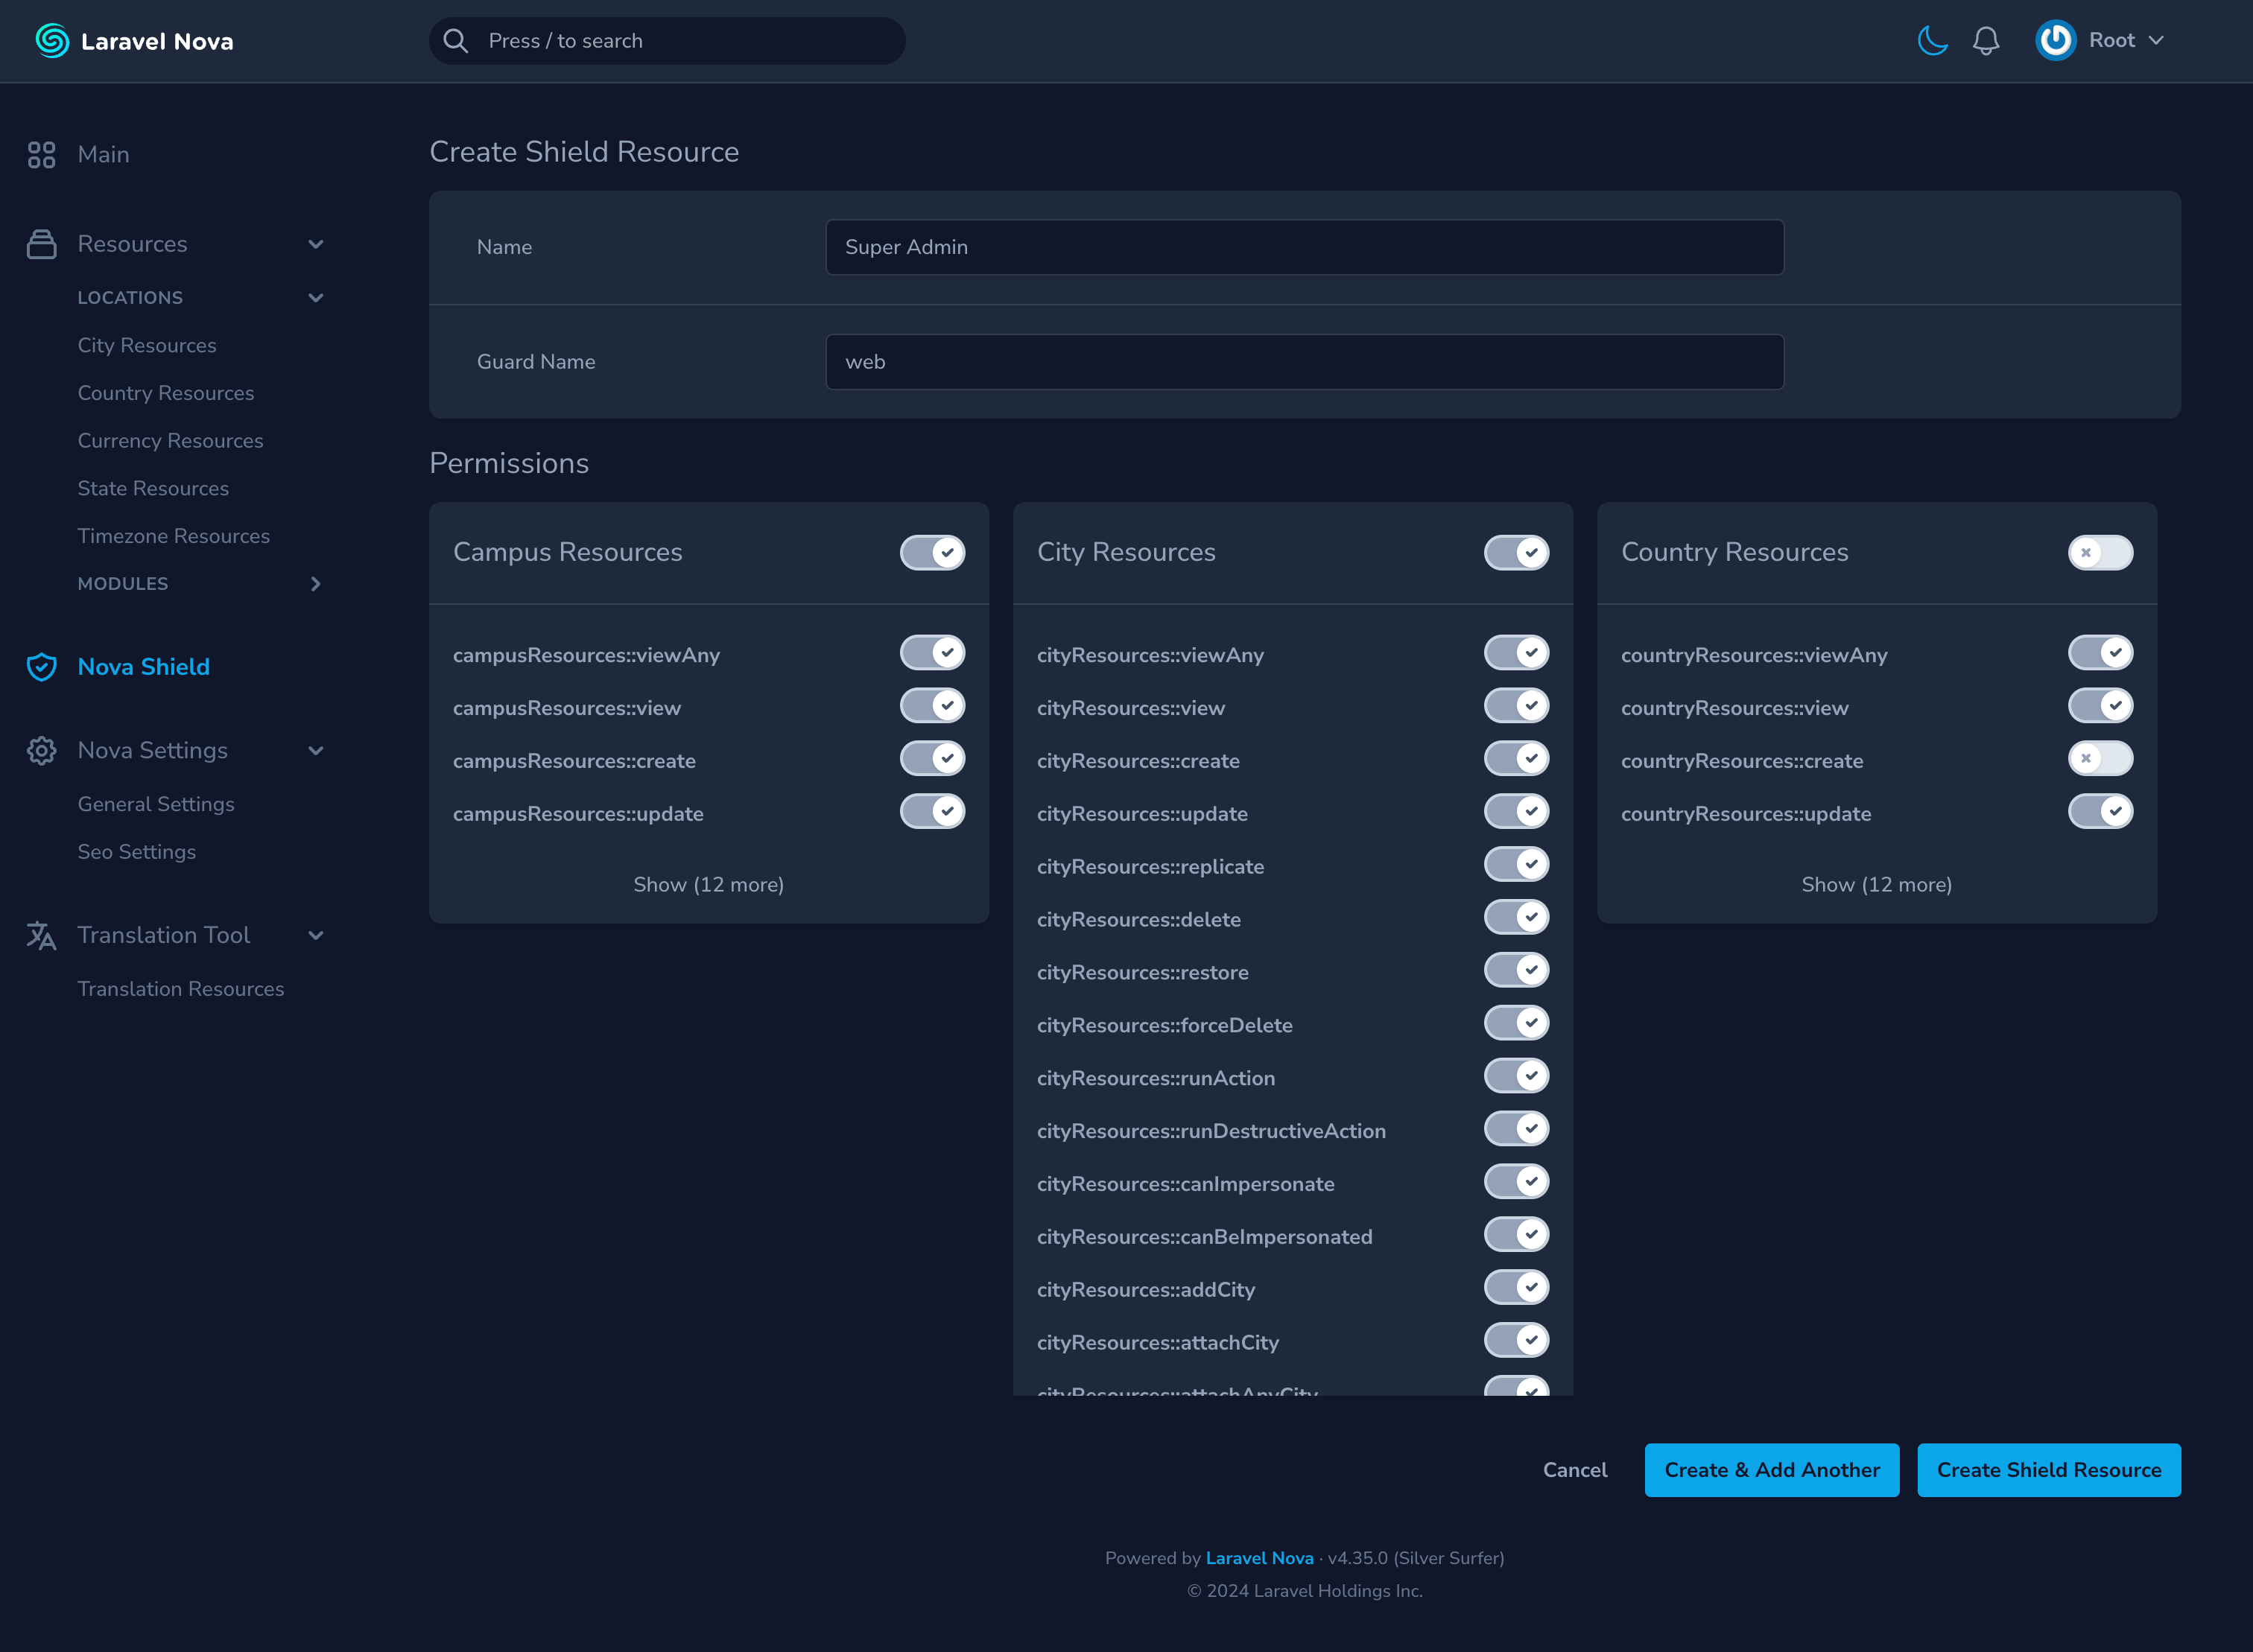 Laravel Nova
Press / to search
Root
Main
Resources
LOCATIONS
City Resources
Country Resources
Currency Resources
State Resources
Timezone Resources
MODULES
Nova Shield
Nova Settings
General Settings
Seo Settings
Translation Tool
Translation Resources
Create Shield Resource
Name
Super Admin
Guard Name
web
Permissions
Campus Resources
campusResources::viewAny
campusResources::view
campusResources::create
campusResources::update
Show (12 more)
City Resources
cityResources::viewAny
cityResources::view
cityResources::create
cityResources::update
cityResources::replicate
cityResources::delete
cityResources::restore
cityResources::forceDelete
cityResources::runAction
cityResources::runDestructiveAction
cityResources::canImpersonate
cityResources::canBeImpersonated
cityResources::addCity
cityResources::attachCity
cityResources::attachAnyCity
Country Resources
countryResources::viewAny
countryResources::view
countryResources::create
countryResources::update
Show (12 more)
Cancel
Create & Add Another
Create Shield Resource
Powered by Laravel Nova · v4.35.0 (Silver Surfer)
© 2024 Laravel Holdings Inc.